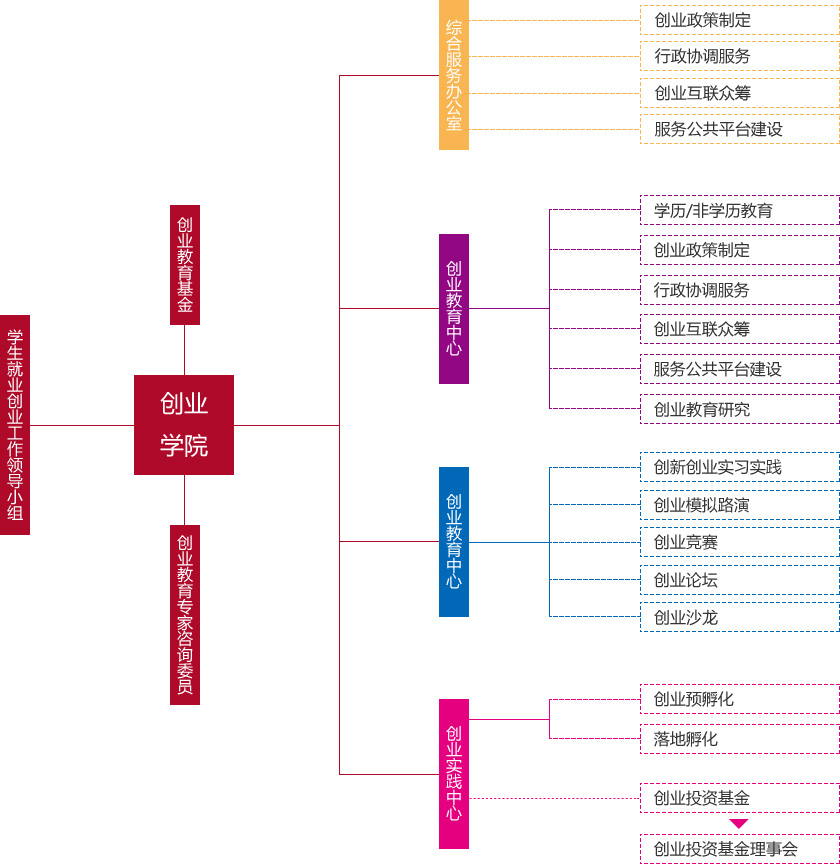 学生就业创业工作领导小组
创业教育基金
创业
学院
创业教育专家咨询委员
综合服务办公室
创业政策制定
行政协调服务
创业互联众筹
服务公共平台建设
创业教育中心
学历/非学历教育
创业政策制定
行政协调服务
创业互联众筹
服务公共平台建设
创业教育研究
创业教育中心
创新创业实习实践
创业模拟路演
创业竞赛
创业论坛
创业沙龙
创业实践中心
创业预孵化
落地孵化
创业投资基金
创业投资基金理事会